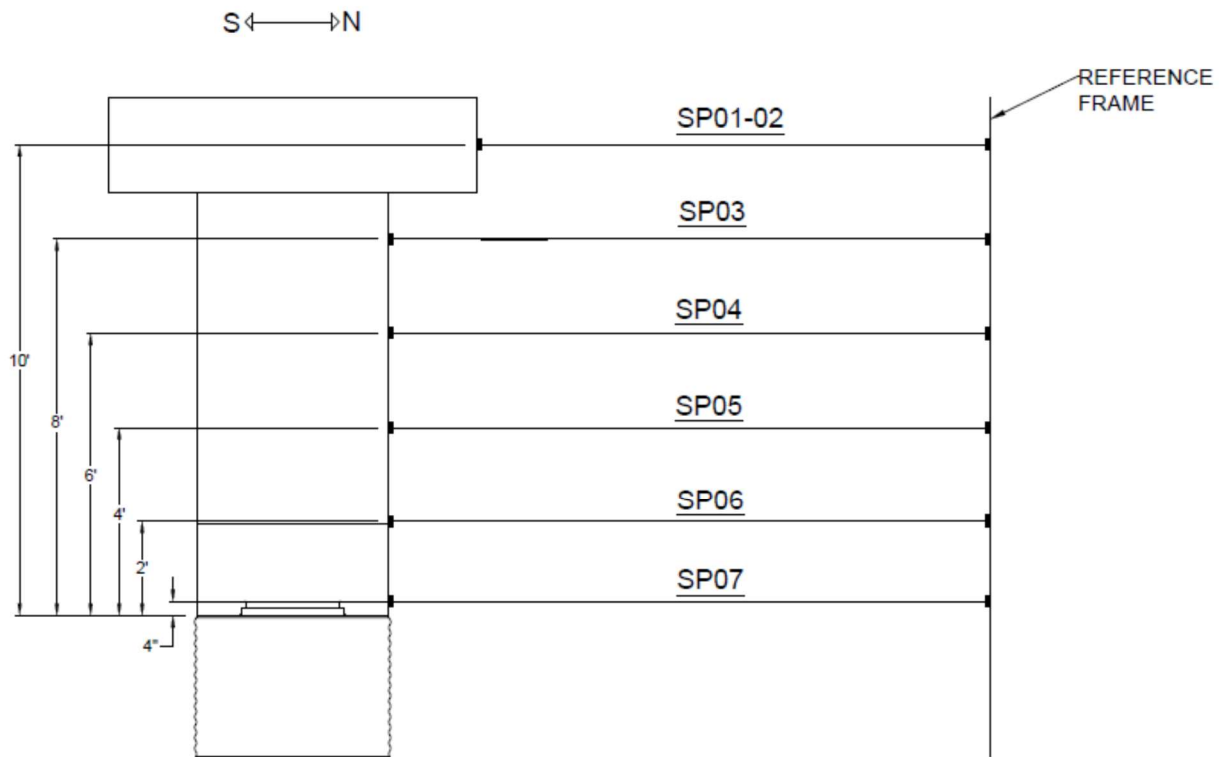 S N
REFERENCE
FRAME
SP01-02
SP03
SP04
10'
8'
SP05
6'
4'
SP06
2'
SP07
4"